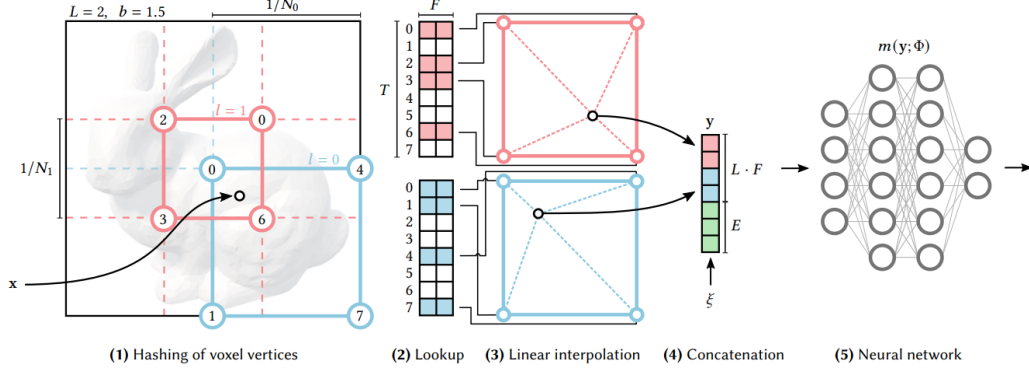 L = 2, b = 1.5
1/N₀
1/N₁
l = 1
l = 0
2
0
0
4
3
6
1
7
x
F
T
0
1
2
3
4
5
6
7
0
1
2
3
4
5
6
7
y
L · F
E
ξ
m(y; Φ)
(1) Hashing of voxel vertices
(2) Lookup
(3) Linear interpolation
(4) Concatenation
(5) Neural network